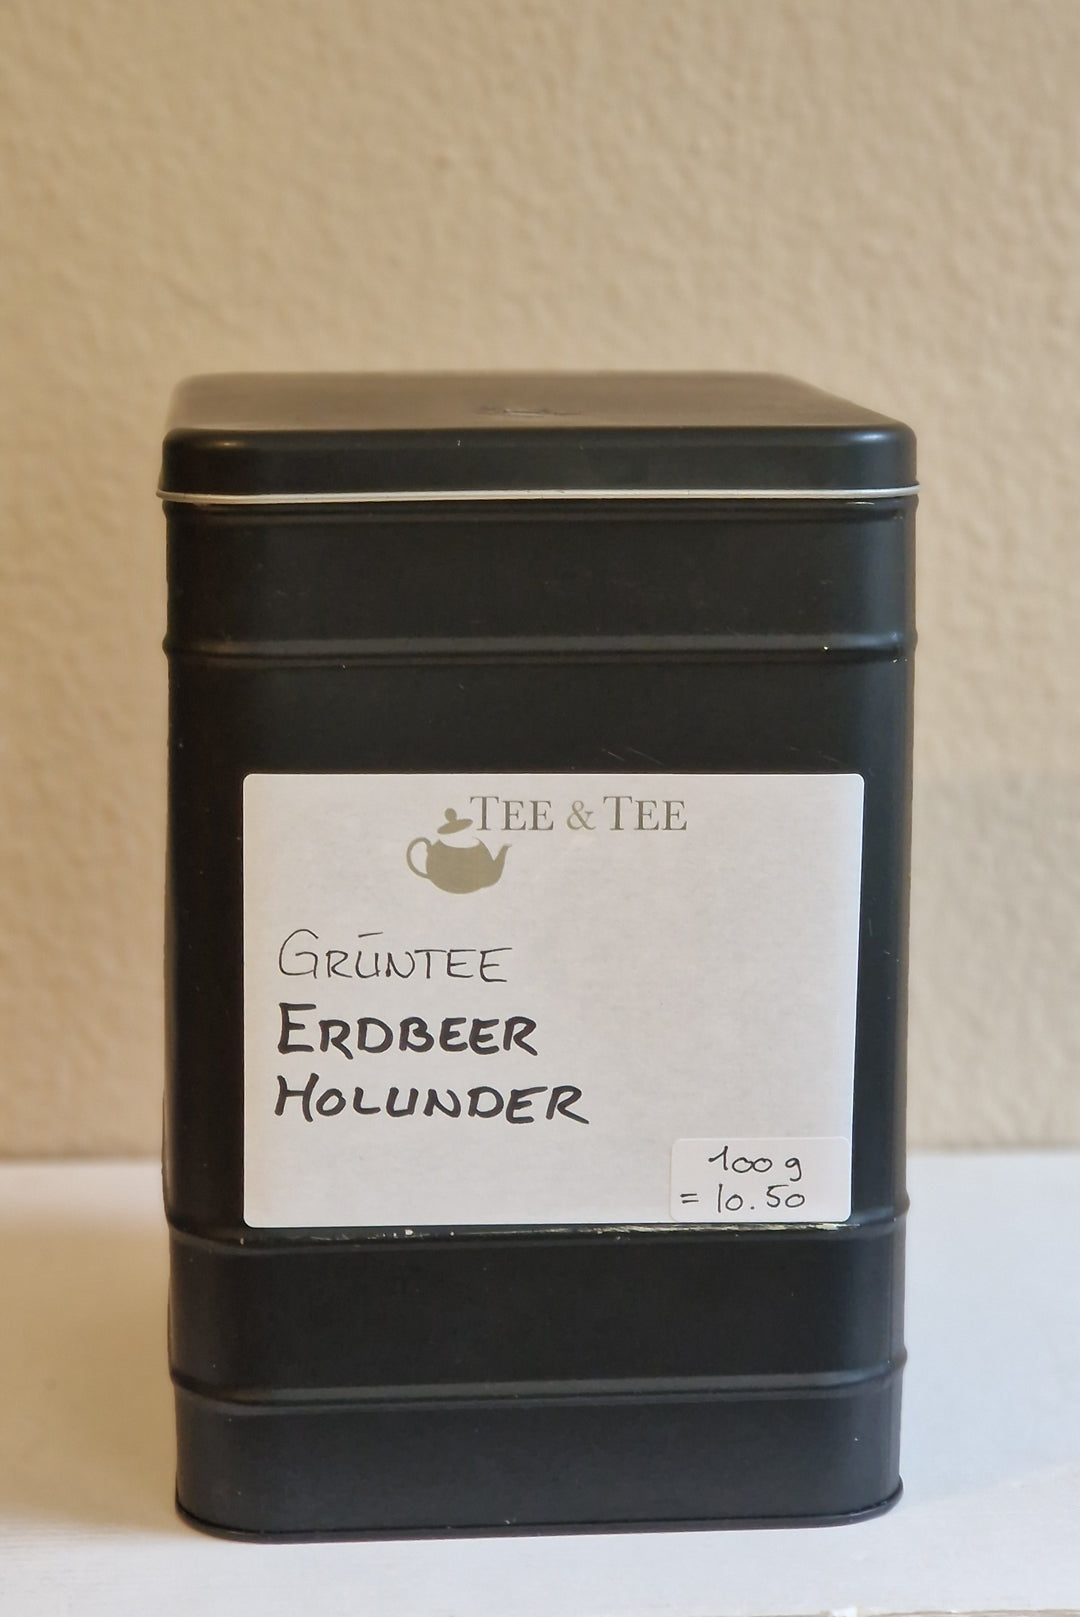 TEE & TEE
GRÜNTEE
ERDBEER
HOLUNDER
100 g
= 10.50